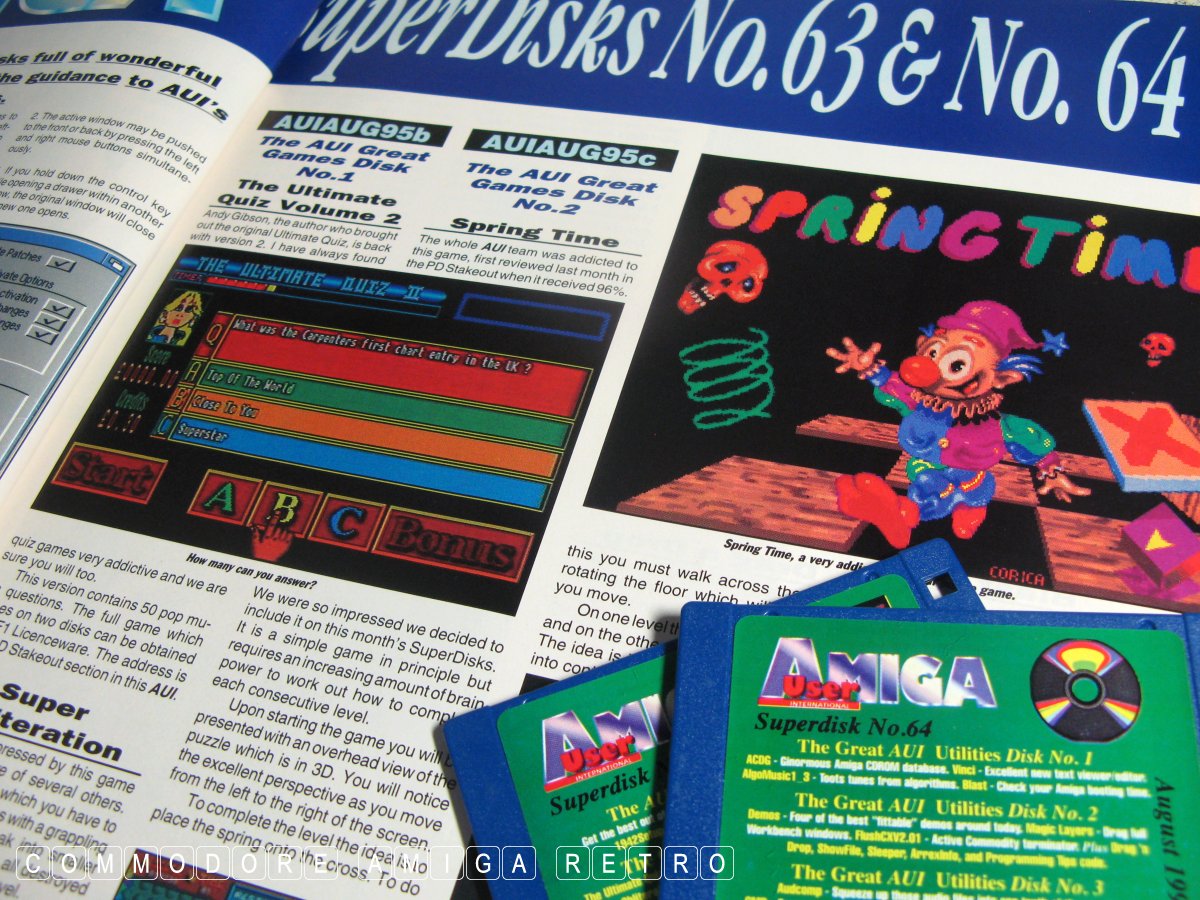 SuperDisks No.63 & No. 64
sks full of wonderful
he guidance to AUI's
2. The active window may be pushed
to the front or back by pressing the left
and right mouse buttons simultane-
ously.
If you hold down the control key
opening a drawer within another
the original window will close
new one opens.
Patches
Options
AUIAUG95b
The AUI Great
Games Disk
No.1
The Ultimate
Quiz Volume 2
Andy Gibson, the author who brought
out the original Ultimate Quiz, is back
with version 2. I have always found
THE ULTIMATE QUIZ II
TIMER
Score
Credits
Q What was the Carpenters first chart entry in the UK ?
A Top Of The World
B Close To You
C Superstar
Start A B C Bonus
How many can you answer?
quiz games very addictive and we are
sure you will too.
This version contains 50 pop mu-
questions. The full game which
es on two disks can be obtained
F1 Licenceware. The address is
PD Stakeout section in this AUI.
Super
teration
pressed by this game
of several others.
which you have to
with a grappling
destroyed
AUIAUG95c
The AUI Great
Games Disk
No.2
Spring Time
The whole AUI team was addicted to
this game, first reviewed last month in
the PD Stakeout when it received 96%.
We were so impressed we decided to
include it on this month's SuperDisks.
It is a simple game in principle but
requires an increasing amount of brain
power to work out how to
each consecutive level.
Upon starting the game you will
presented with an overhead view of the
puzzle which is in 3D. You will notice
the excellent perspective as you move
from the left to the right of the screen.
To complete the level the idea is to
place the spring onto the cross. To do
SPRING TIME
CORICA
Spring Time, a very game.
this you must walk across the
rotating the floor which
you move.
On one level
and on the
The idea is
into
AMIGA
User
INTERNATIONAL
Superdisk
Get the best
The Ultimate
AMIGA
User
INTERNATIONAL
Superdisk No.64
The Great AUI Utilities Disk No. 1
ACDG - Ginormous Amiga CDROM database. Vinci - Excellent new text viewer/editor.
AlgoMusic1_3 - Toots tunes from algorithms. Blast - Check your Amiga booting time.
The Great AUI Utilities Disk No. 2
Demos - Four of the best "fittable" demos around today. Magic Layers - Drag full
Workbench windows. FlushCXV2.01 - Active Commodity terminator. Plus Drag 'n
Drop, ShowFile, Sleeper, ArrexxInfo, and Programming Tips code.
The Great AUI Utilities Disk No. 3
Audcomp - Squeeze up those audio files into
August 199
COMMODORE AMIGA RETRO